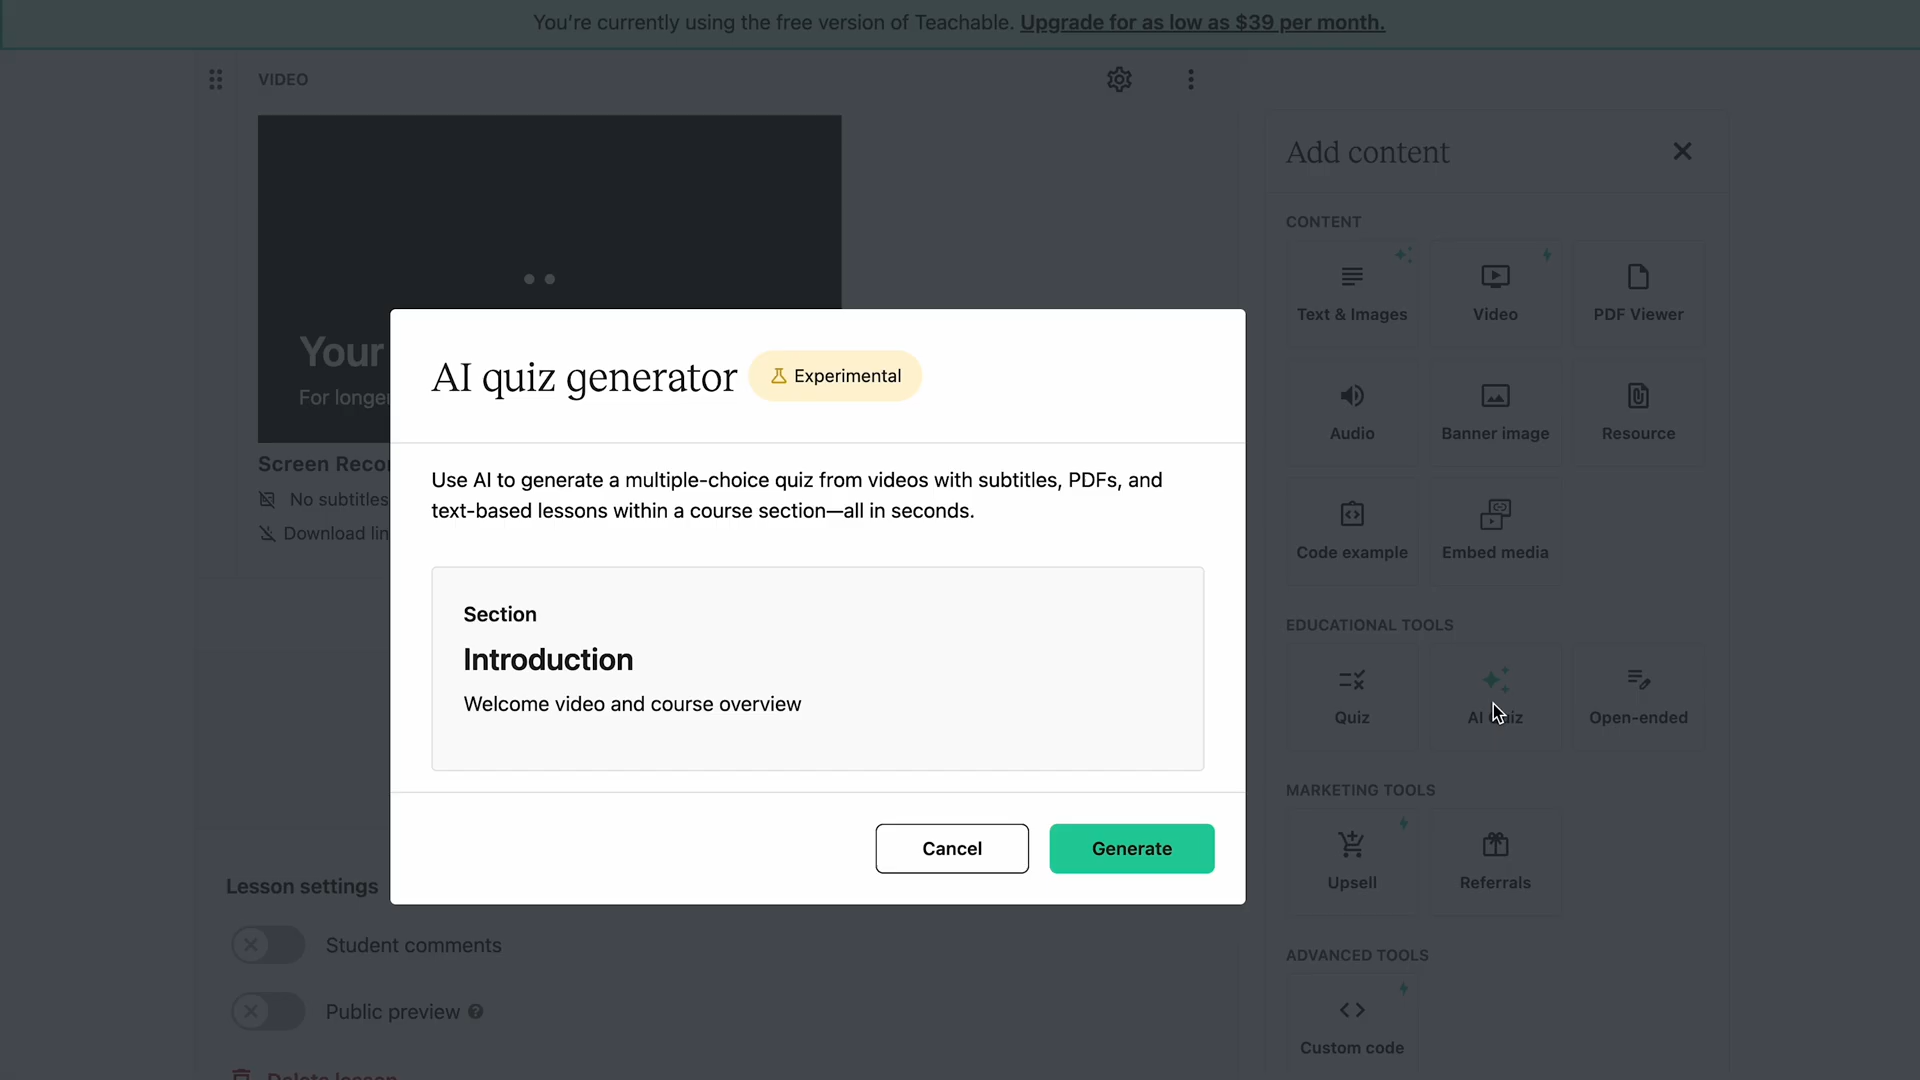 You're currently using the free version of Teachable. Upgrade for as low as $39 per month.
VIDEO
Your
For longe
Screen Reco
No subtitles
Download lin
AI quiz generator
Experimental
Use AI to generate a multiple-choice quiz from videos with subtitles, PDFs, and
text-based lessons within a course section—all in seconds.
Section
Introduction
Welcome video and course overview
Cancel
Generate
Lesson settings
Student comments
Public preview
Delete lesson
Add content
CONTENT
Text & Images
Video
PDF Viewer
Audio
Banner image
Resource
Code example
Embed media
EDUCATIONAL TOOLS
Quiz
AI Quiz
Open-ended
MARKETING TOOLS
Upsell
Referrals
ADVANCED TOOLS
Custom code